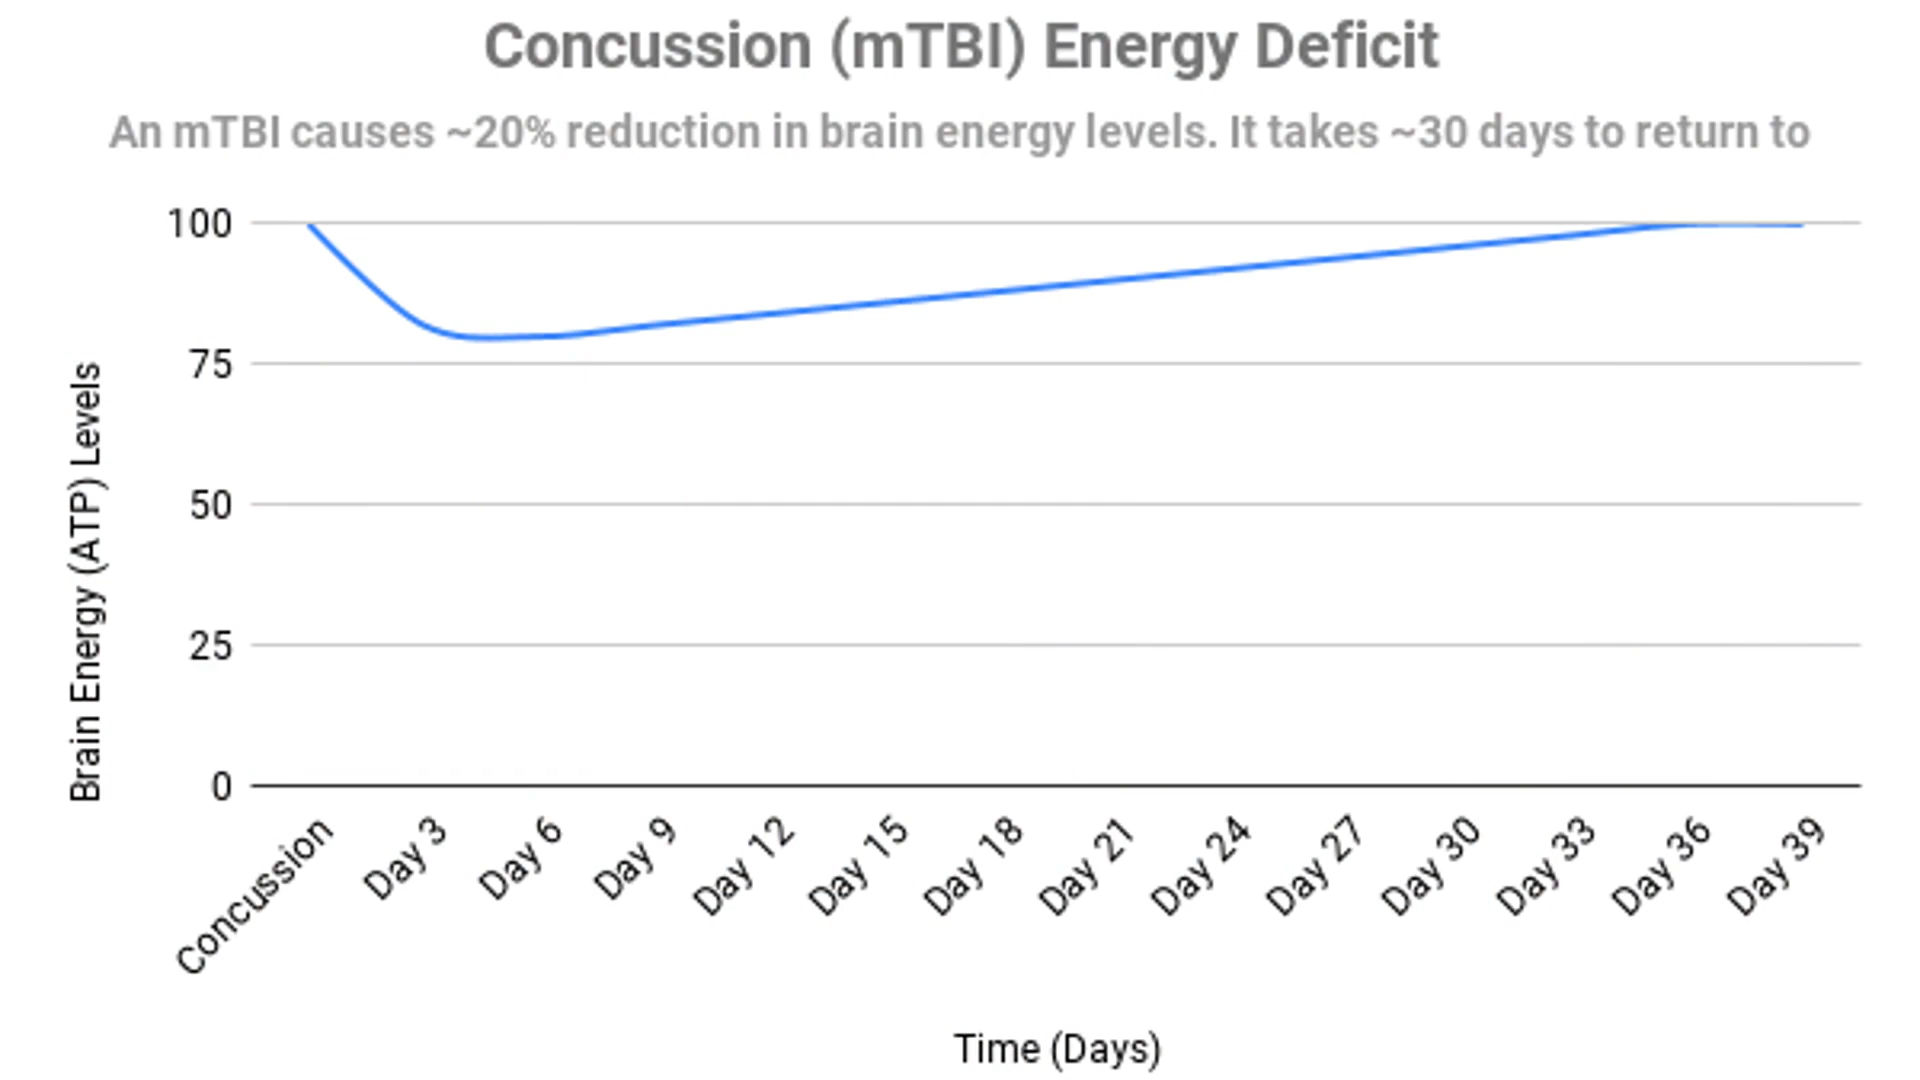 Concussion (mTBI) Energy Deficit
An mTBI causes ~20% reduction in brain energy levels. It takes ~30 days to return to
Brain Energy (ATP) Levels
100
75
50
25
0
Concussion
Day 3
Day 6
Day 9
Day 12
Day 15
Day 18
Day 21
Day 24
Day 27
Day 30
Day 33
Day 36
Day 39
Time (Days)